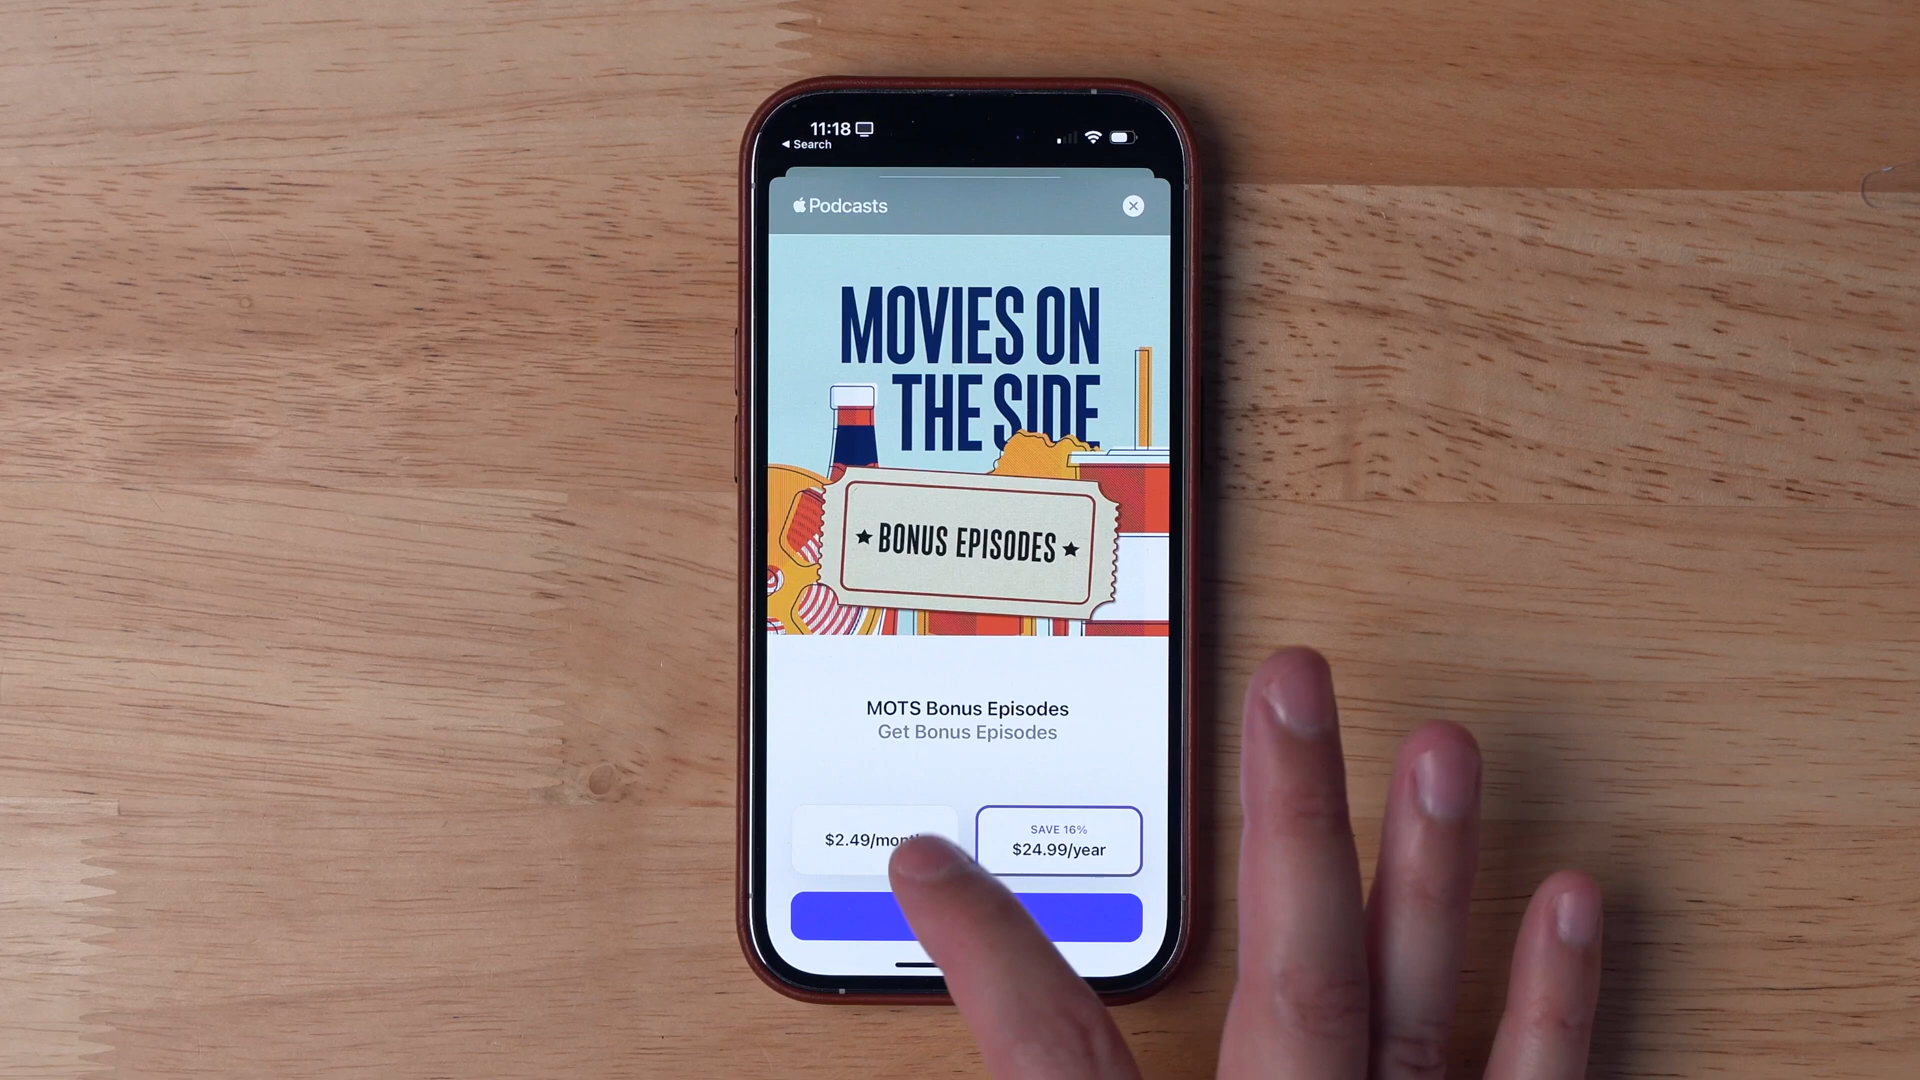 11:18
◀ Search
Podcasts
MOVIES ON
THE SIDE
★ BONUS EPISODES ★
MOTS Bonus Episodes
Get Bonus Episodes
SAVE 16%
$24.99/year